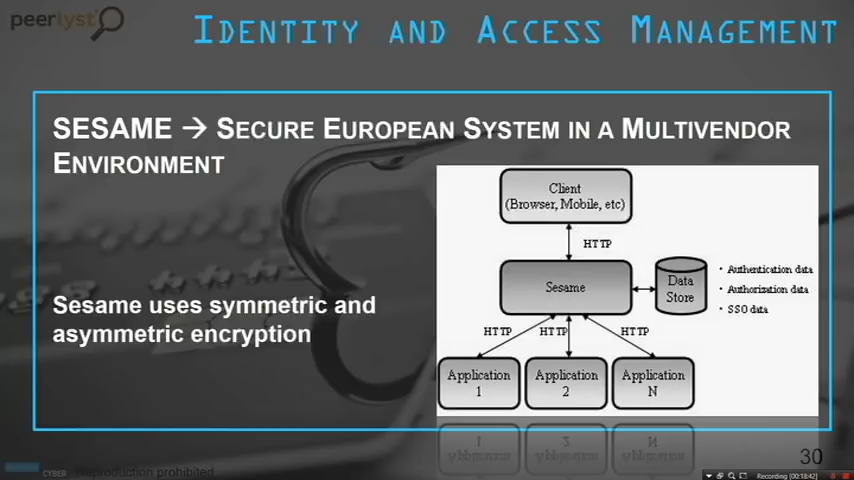 peerlyst
IDENTITY AND ACCESS MANAGEMENT
SESAME → SECURE EUROPEAN SYSTEM IN A MULTIVENDOR
ENVIRONMENT
Sesame uses symmetric and
asymmetric encryption
Client
(Browser, Mobile, etc)
HTTP
Sesame
Data
Store
· Authentication data
· Authorization data
· SSO data
HTTP HTTP HTTP
Application
1
Application
2
Application
N
30
CYBER
Reproduction prohibited
Recording [00:18:42]